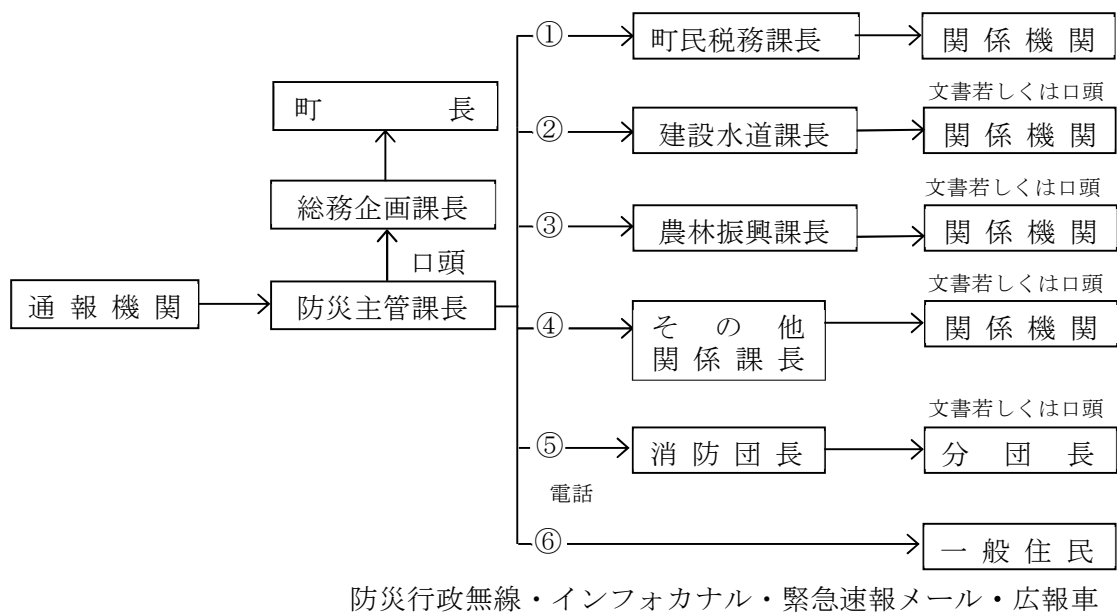 ① 町民税務課長 関係機関
町長
文書若しくは口頭
② 建設水道課長 関係機関
総務企画課長
文書若しくは口頭
③ 農林振興課長 関係機関
口頭
文書若しくは口頭
通報機関 防災主管課長
④ その他 関係機関
関係課長
文書若しくは口頭
⑤ 消防団長 分団長
電話
⑥ 一般住民
防災行政無線・インフォカナル・緊急速報メール・広報車